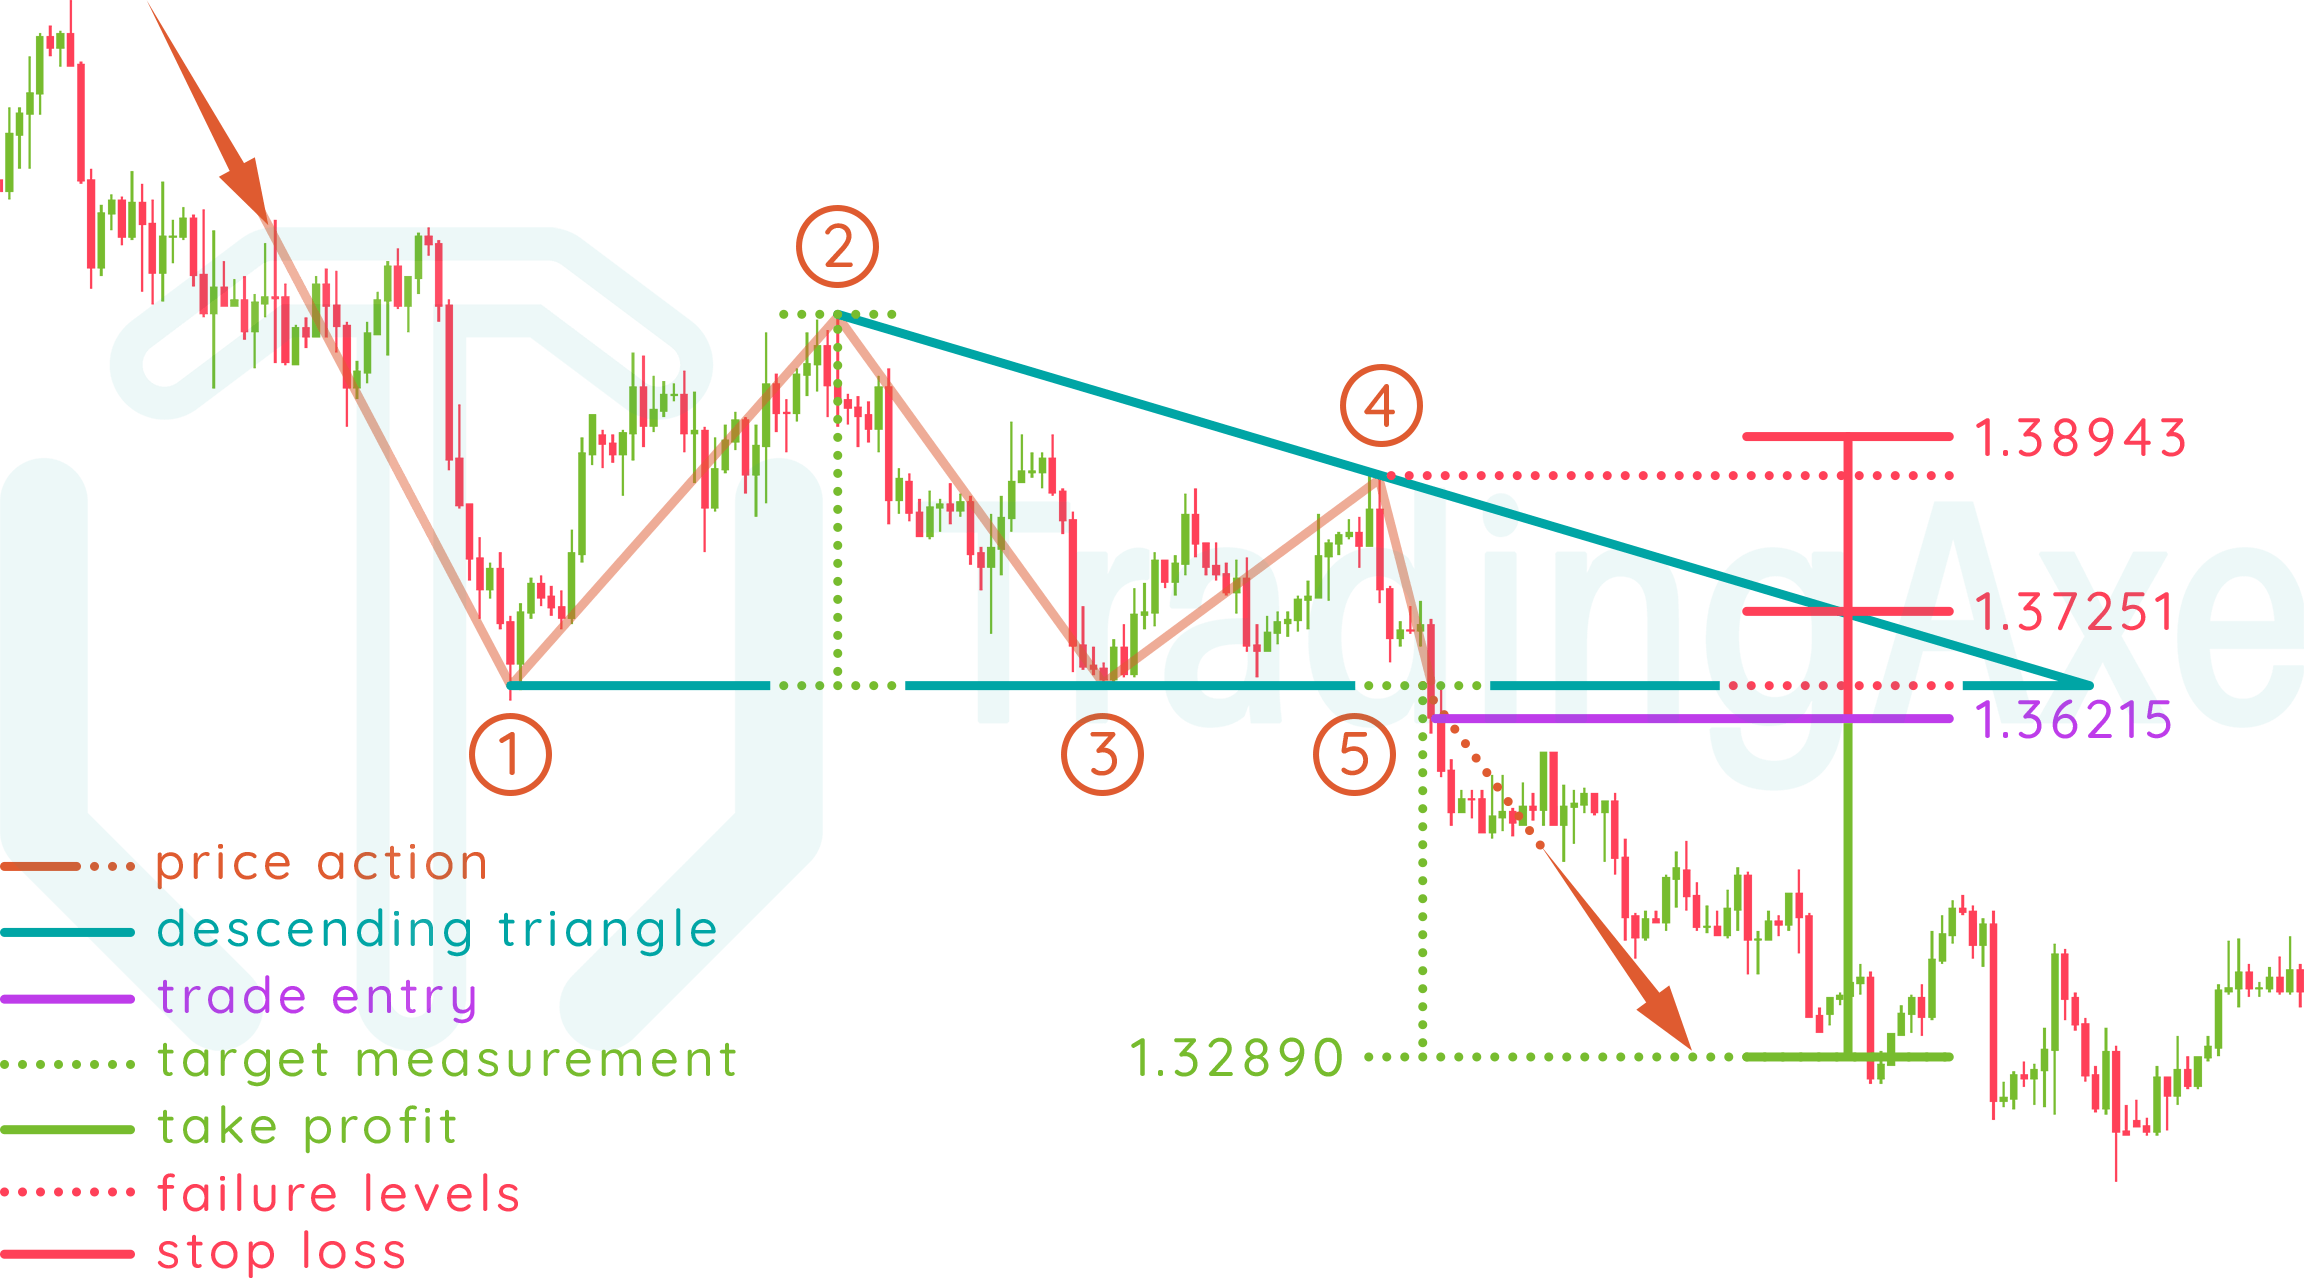 2
4
1.38943
TradingAxe
1.37251
1.36215
1
3
5
price action
descending triangle
trade entry
target measurement
1.32890
take profit
failure levels
stop loss